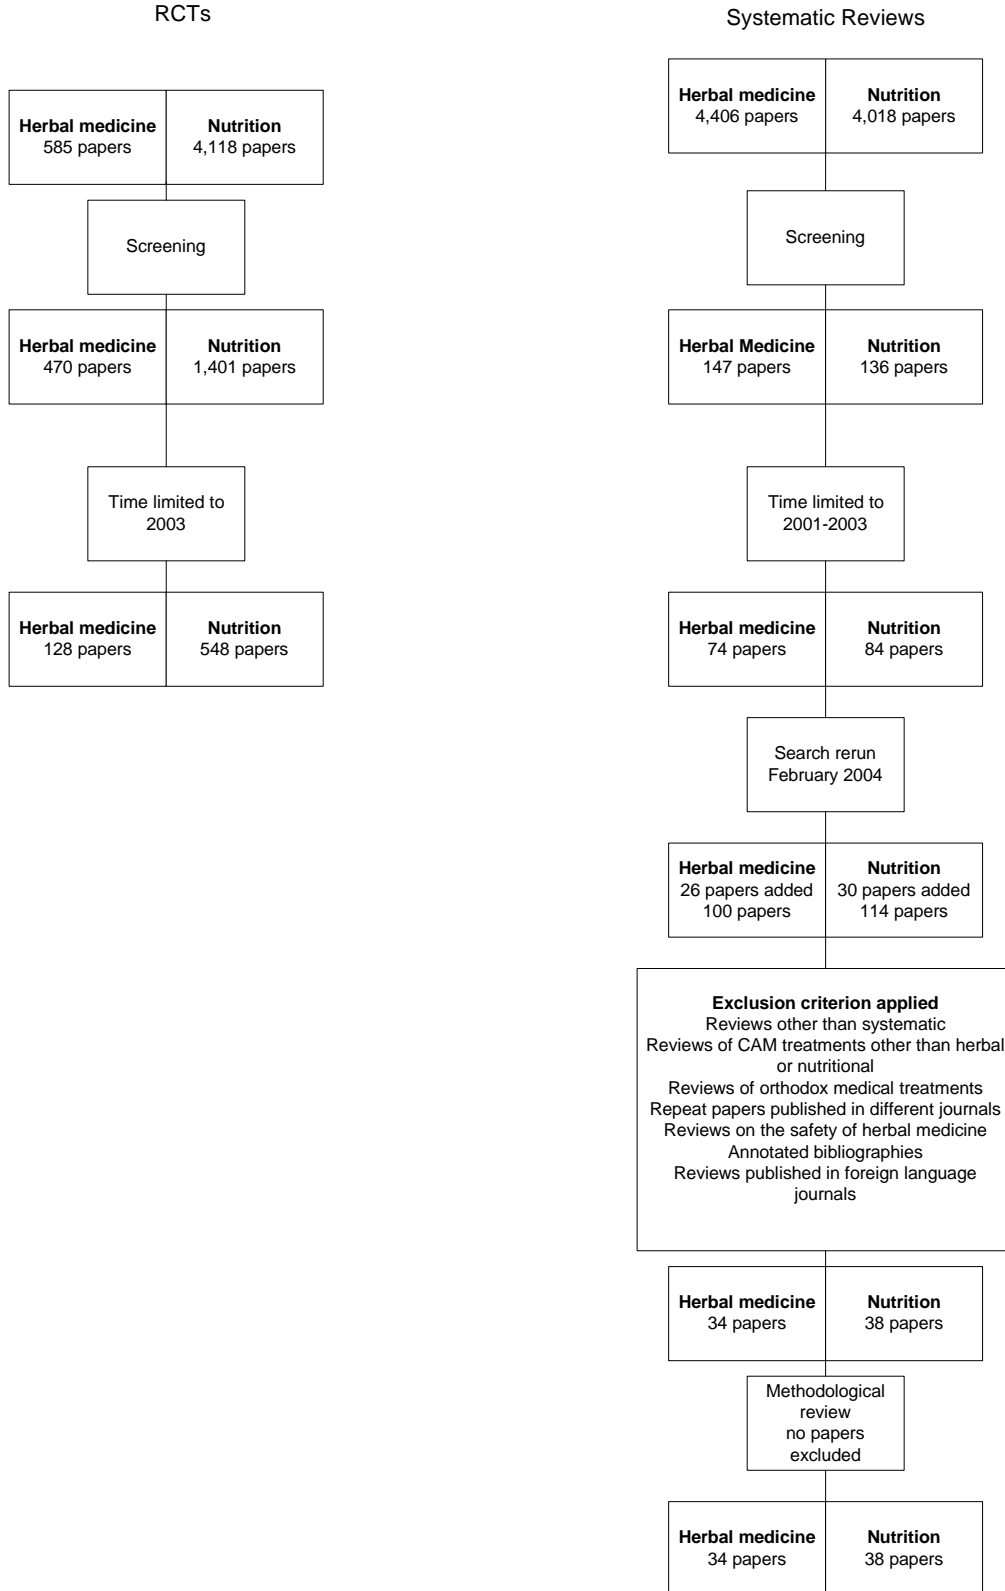 RCTs
Herbal medicine
585 papers
Nutrition
4,118 papers
Screening
Herbal medicine
470 papers
Nutrition
1,401 papers
Time limited to
2003
Herbal medicine
128 papers
Nutrition
548 papers
Systematic Reviews
Herbal medicine
4,406 papers
Nutrition
4,018 papers
Screening
Herbal Medicine
147 papers
Nutrition
136 papers
Time limited to
2001-2003
Herbal medicine
74 papers
Nutrition
84 papers
Search rerun
February 2004
Herbal medicine
26 papers added
100 papers
Nutrition
30 papers added
114 papers
Exclusion criterion applied
Reviews other than systematic
Reviews of CAM treatments other than herbal
or nutritional
Reviews of orthodox medical treatments
Repeat papers published in different journals
Reviews on the safety of herbal medicine
Annotated bibliographies
Reviews published in foreign language
journals
Herbal medicine
34 papers
Nutrition
38 papers
Methodological
review
no papers
excluded
Herbal medicine
34 papers
Nutrition
38 papers